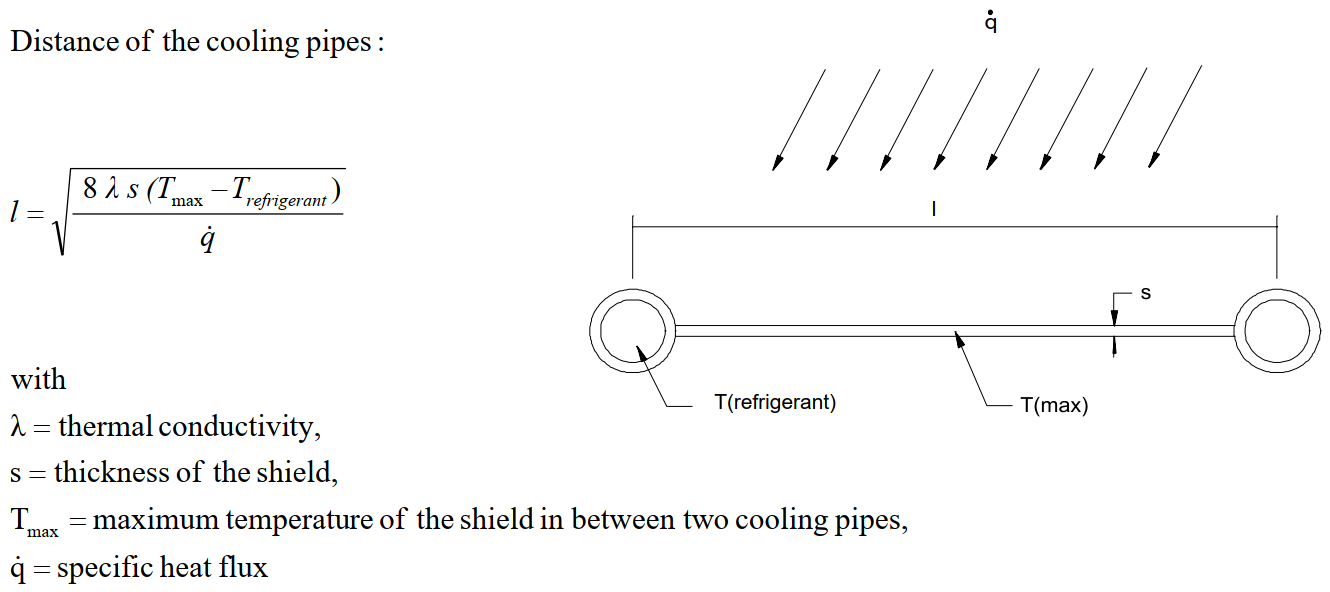 Distance of the cooling pipes :
l = √(8 λ s (T_max − T_refrigerant) / q̇)
with
λ = thermal conductivity,
s = thickness of the shield,
T_max = maximum temperature of the shield in between two cooling pipes,
q̇ = specific heat flux
q̇
l
s
T(refrigerant)
T(max)